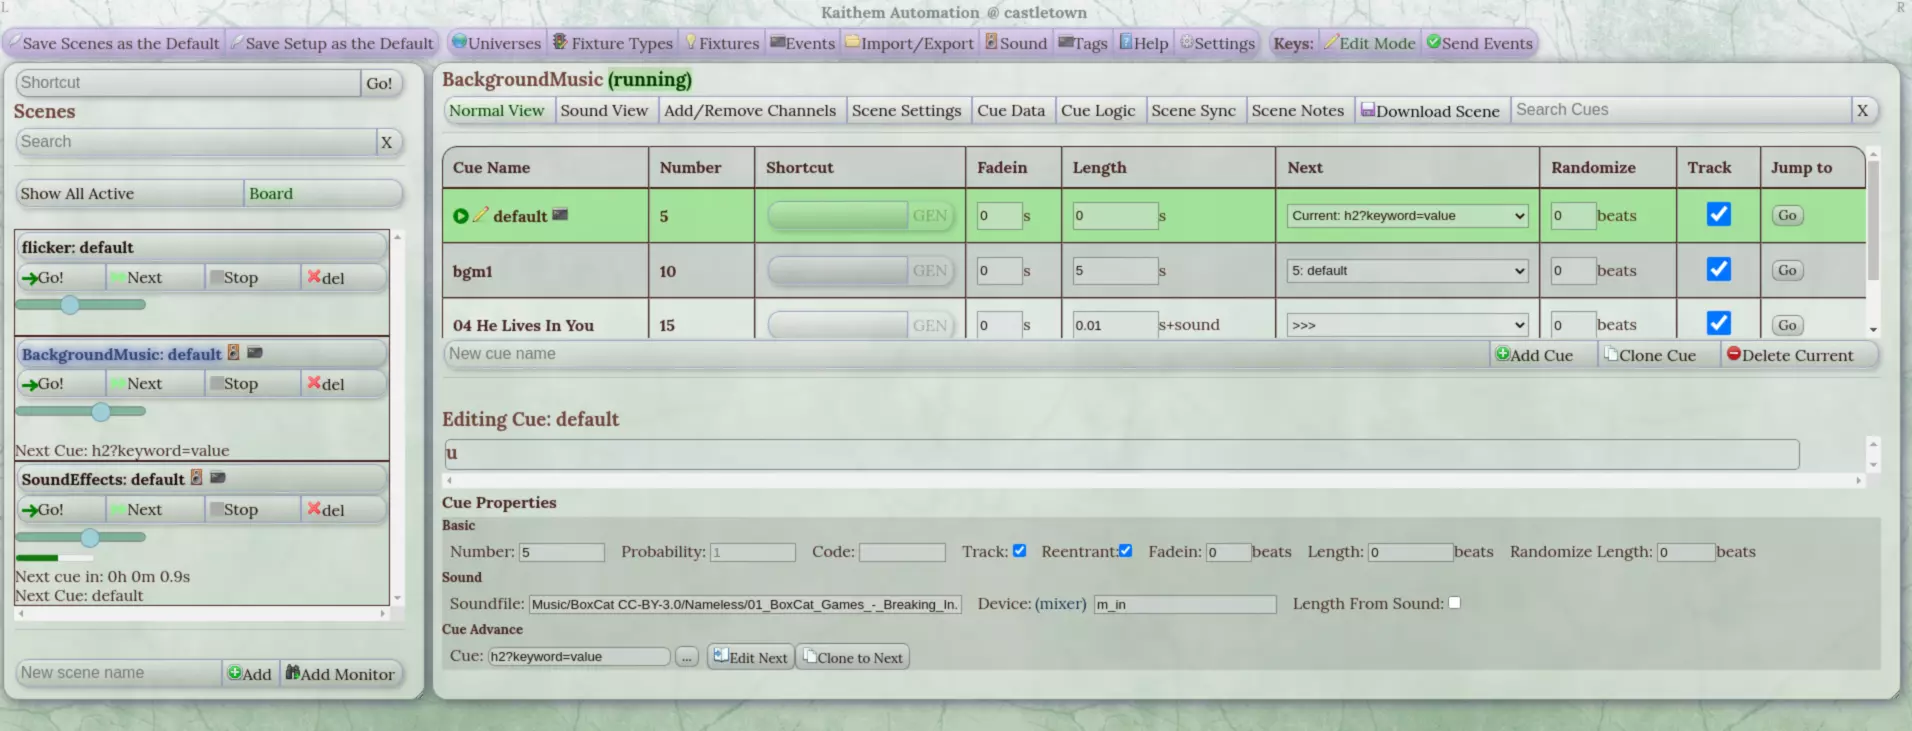 L
Kaithem Automation @ castletown
R
Save Scenes as the Default Save Setup as the Default Universes Fixture Types Fixtures Events Import/Export Sound Tags Help Settings Keys: Edit Mode Send Events
Shortcut Go!
Scenes
Search X
Show All Active Board
flicker: default
Go! Next Stop del
BackgroundMusic: default
Go! Next Stop del
Next Cue: h2?keyword=value
SoundEffects: default
Go! Next Stop del
Next cue in: 0h 0m 0.9s
Next Cue: default
New scene name Add Add Monitor
BackgroundMusic (running)
Normal View Sound View Add/Remove Channels Scene Settings Cue Data Cue Logic Scene Sync Scene Notes Download Scene Search Cues X
Cue Name Number Shortcut Fadein Length Next Randomize Track Jump to
default 5 GEN 0 s 0 s Current: h2?keyword=value 0 beats Go
bgm1 10 GEN 0 s 5 s 5: default 0 beats Go
04 He Lives In You 15 GEN 0 s 0.01 s+sound >>> 0 beats Go
New cue name Add Cue Clone Cue Delete Current
Editing Cue: default
u
Cue Properties
Basic
Number: 5 Probability: 1 Code: Track: Reentrant: Fadein: 0 beats Length: 0 beats Randomize Length: 0 beats
Sound
Soundfile: Music/BoxCat CC-BY-3.0/Nameless/01_BoxCat_Games_-_Breaking_In. Device: (mixer) m_in Length From Sound:
Cue Advance
Cue: h2?keyword=value ... Edit Next Clone to Next